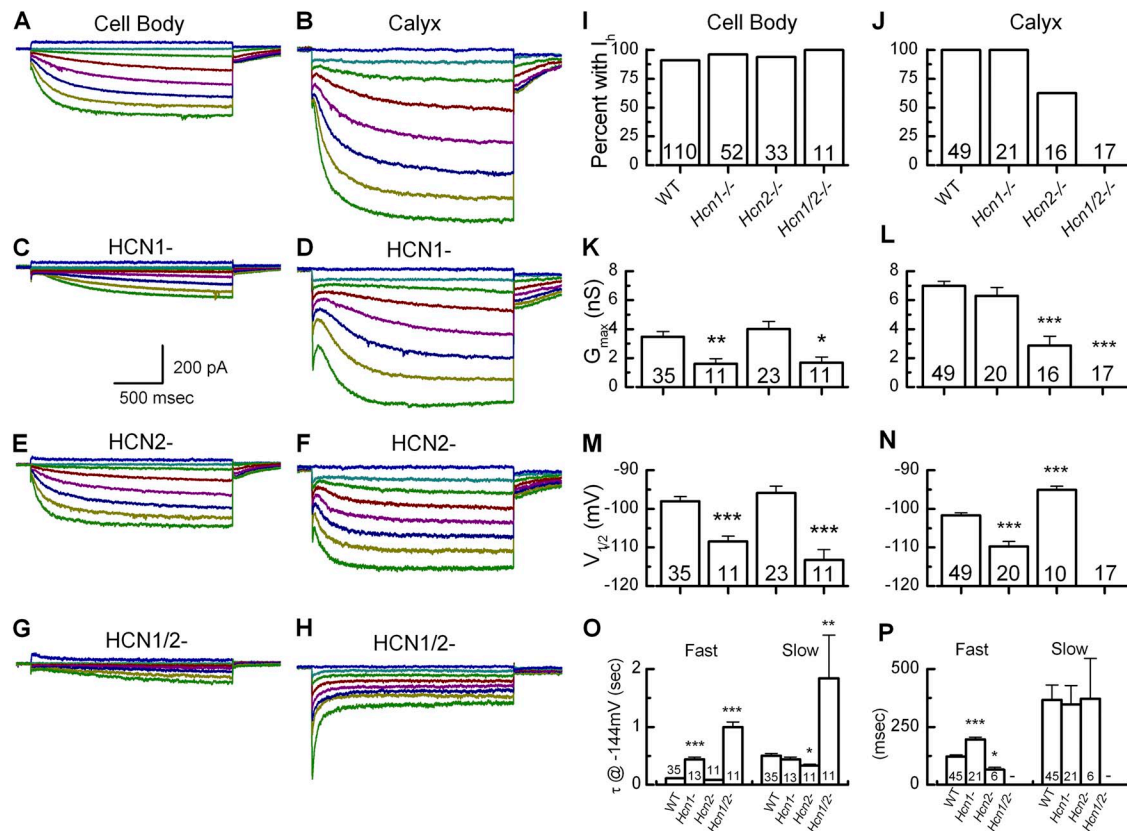 A Cell Body
B Calyx
C HCN1-
D HCN1-
200 pA
500 msec
E HCN2-
F HCN2-
G HCN1/2-
H HCN1/2-
I Cell Body
Percent with Ih
100
75
50
25
0
110 52 33 11
WT Hcn1-/- Hcn2-/- Hcn1/2-/-
J Calyx
100
75
50
25
0
49 21 16 17
WT Hcn1-/- Hcn2-/- Hcn1/2-/-
K
Gmax (nS)
8
6
4
2
0
** *
35 11 23 11
L
8
6
4
2
0
*** ***
49 20 16 17
M
V1/2 (mV)
-90
-100
-110
-120
*** ***
35 11 23 11
N
-90
-100
-110
-120
*** ***
49 20 10 17
O
τ @ -144mV (sec)
2
1
0
Fast Slow
*** *** * **
35 13 11 11 35 13 11 11
WT Hcn1- Hcn2- Hcn1/2- WT Hcn1- Hcn2- Hcn1/2-
P
(msec)
500
250
0
Fast Slow
*** *
45 21 6 - 45 21 6 -
WT Hcn1- Hcn2- Hcn1/2- WT Hcn1- Hcn2- Hcn1/2-